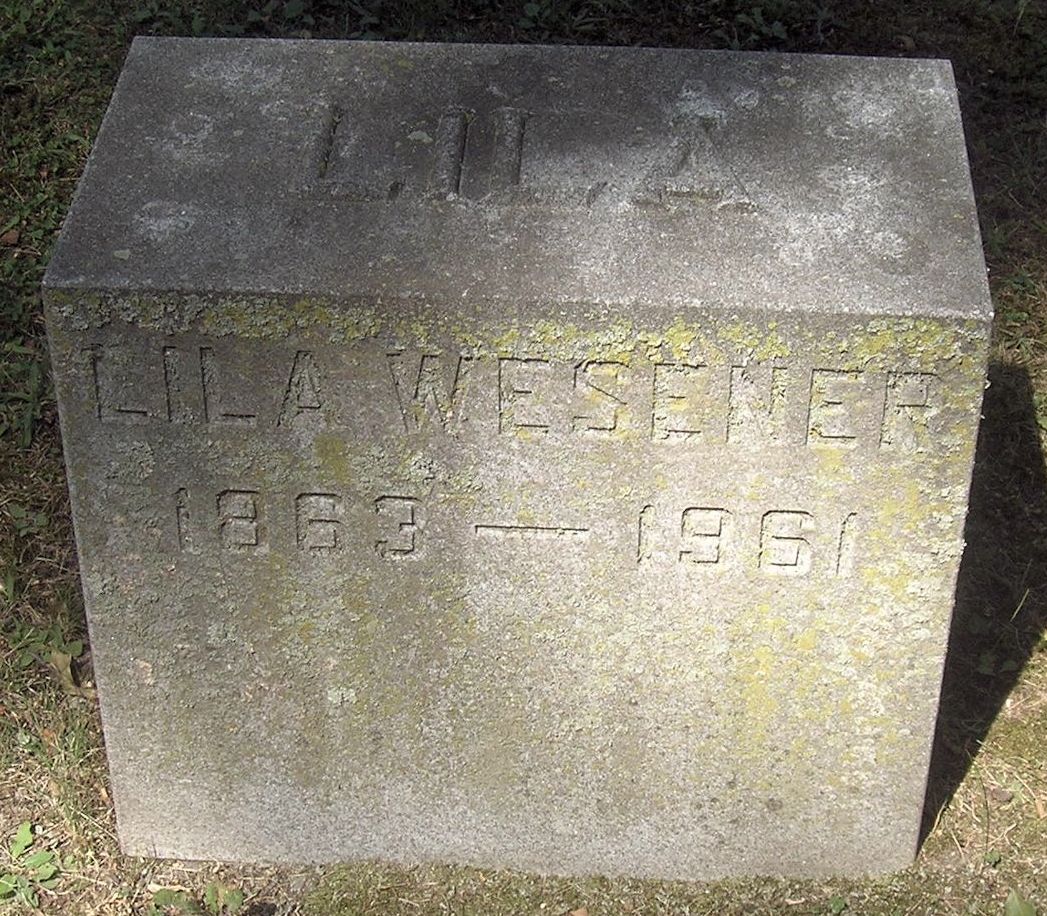 LILA
LILA WESENER
1863 — 1961